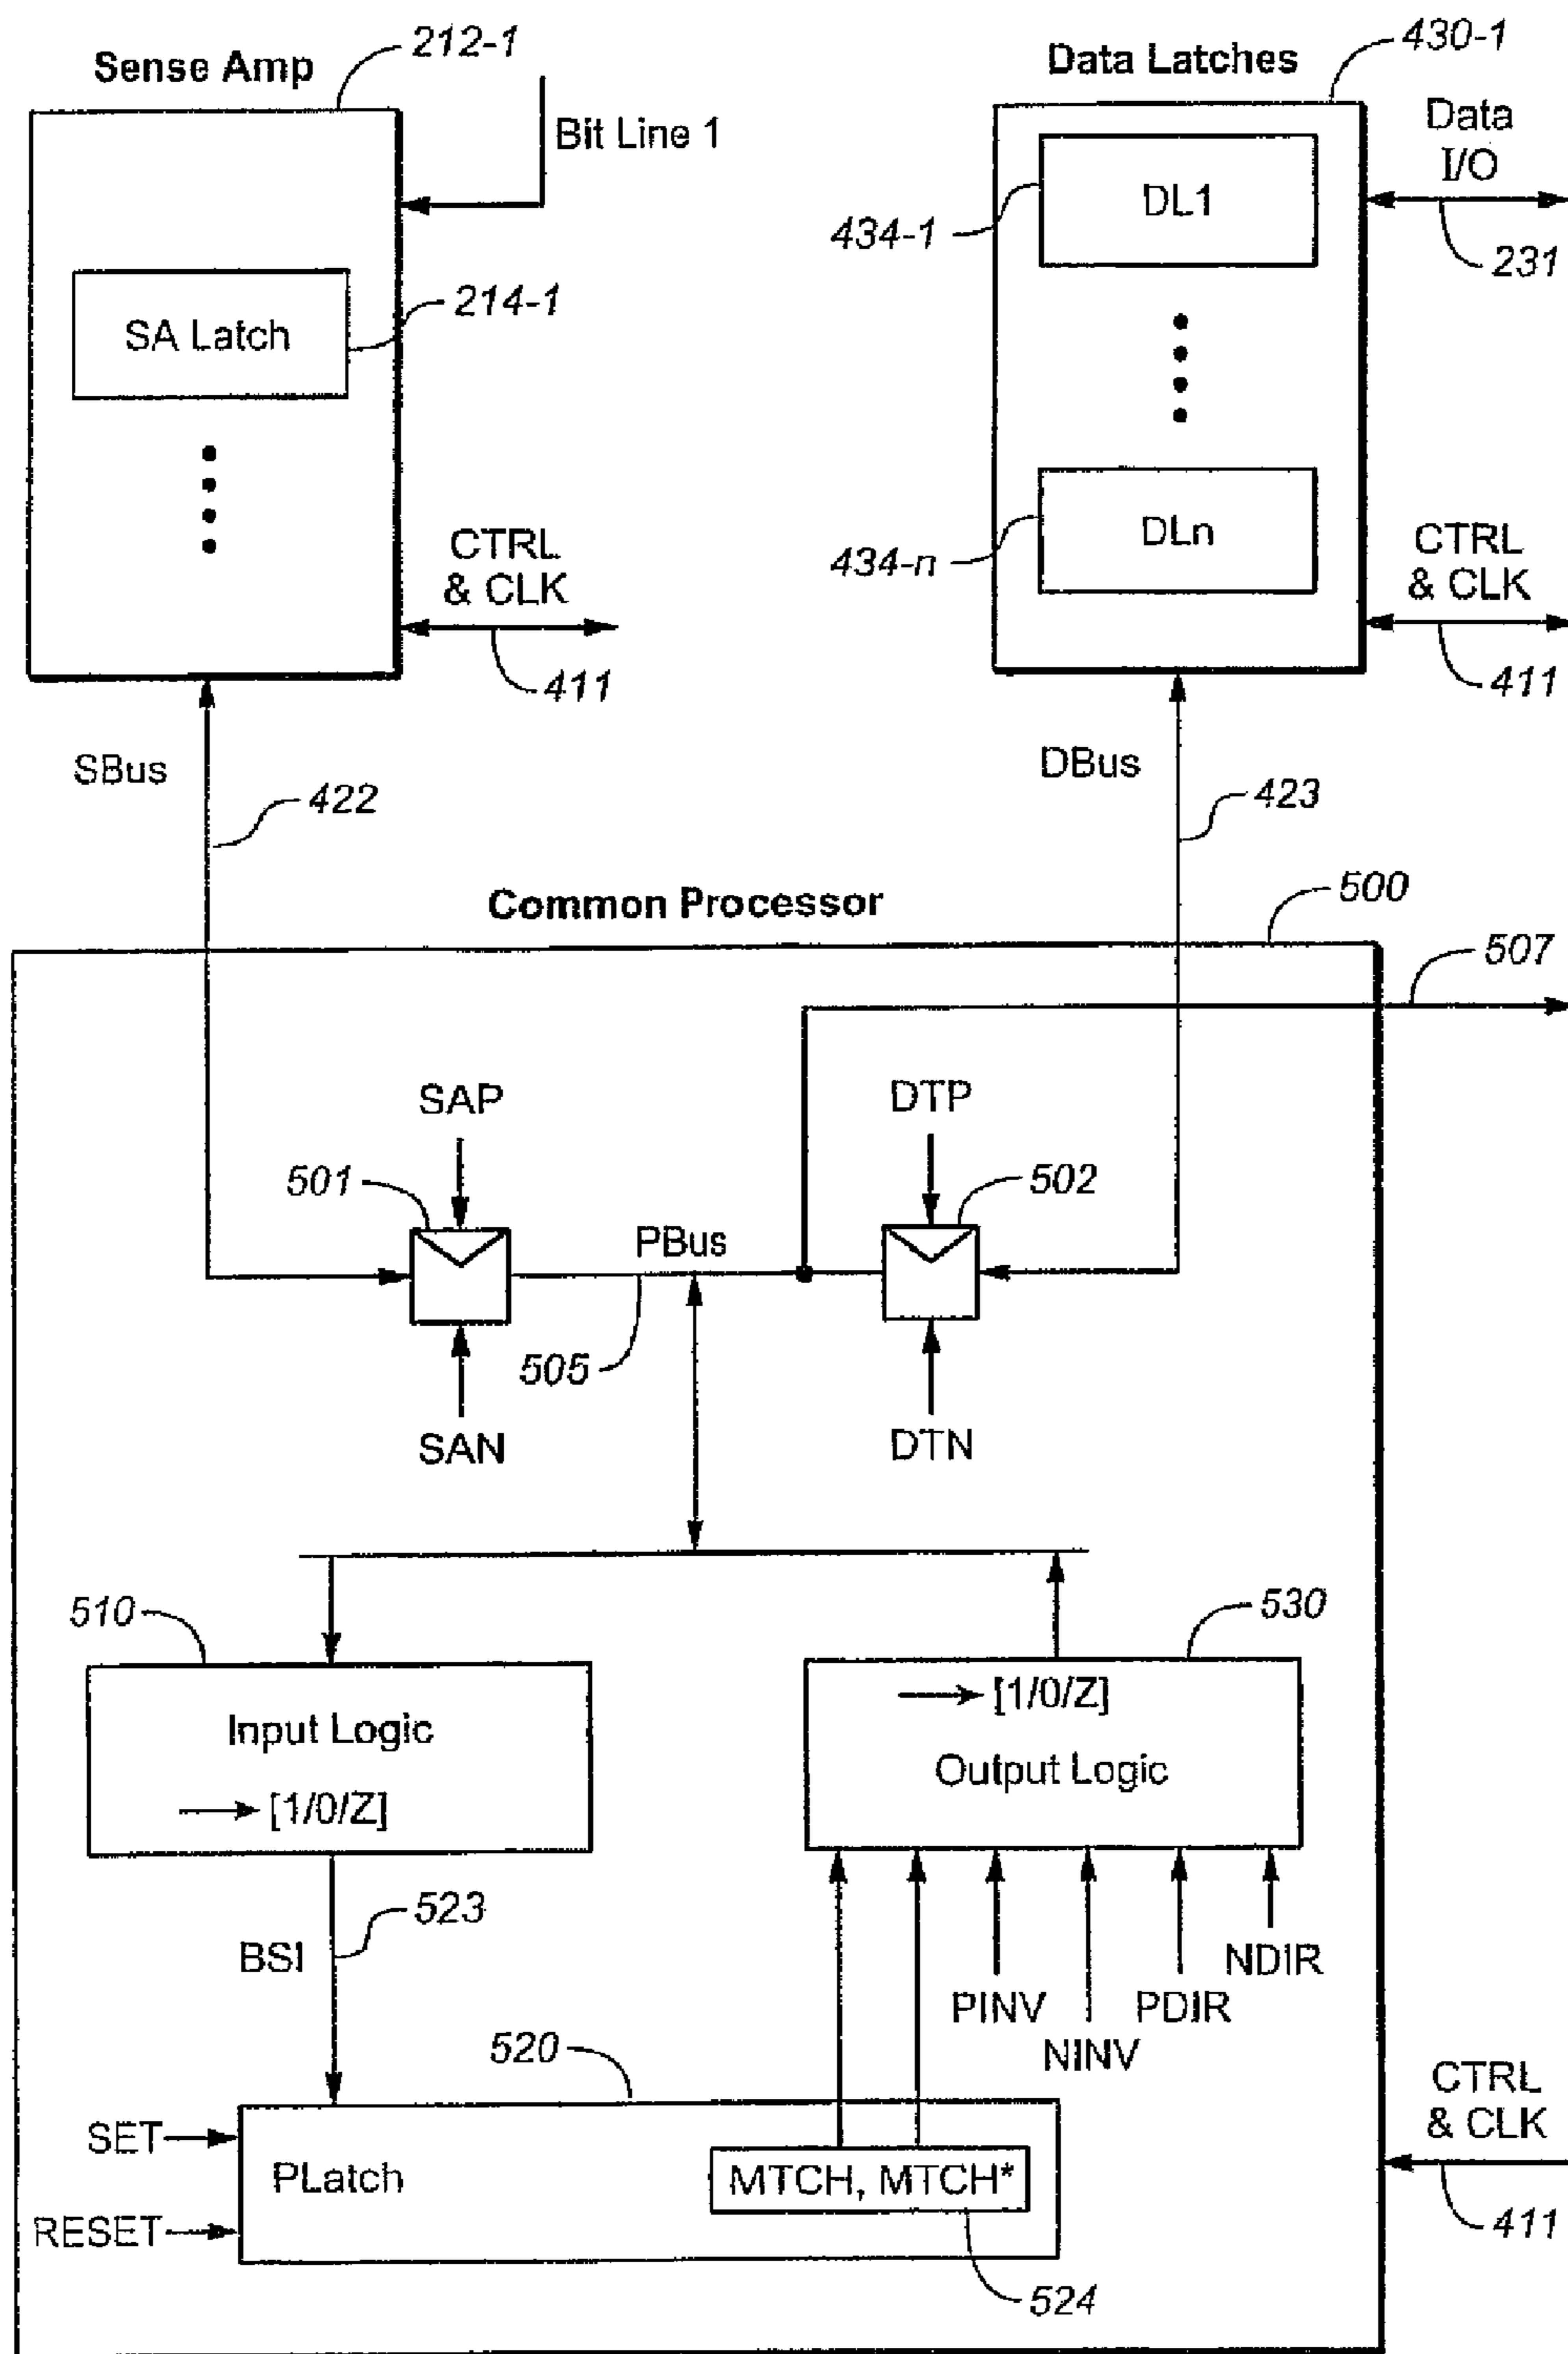 212-1
430-1
Sense Amp
Data Latches
Bit Line 1
Data
I/O
DL1
434-1
231
SA Latch
214-1
DLn
434-n
CTRL
& CLK
411
CTRL
& CLK
411
SBus
422
DBus
423
Common Processor
500
507
SAP
DTP
501
502
PBus
505
SAN
DTN
510
530
Input Logic
[1/0/Z]
[1/0/Z]
Output Logic
BSI
523
PINV
NINV
PDIR
NDIR
520
SET
RESET
PLatch
MTCH, MTCH*
524
CTRL
& CLK
411